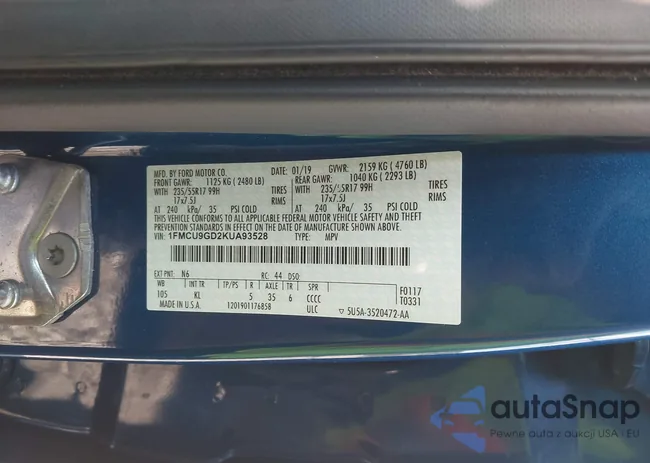 MFD. BY FORD MOTOR CO. DATE: 01/19 GVWR: 2159 KG ( 4760 LB)
FRONT GAWR: 1125 KG ( 2480 LB) REAR GAWR: 1040 KG ( 2293 LB)
WITH 235/55R17 99H TIRES WITH 235/55R17 99H TIRES
17x7.5J RIMS 17x7.5J RIMS
AT 240 kPa/ 35 PSI COLD AT 240 kPa/ 35 PSI COLD
THIS VEHICLE CONFORMS TO ALL APPLICABLE FEDERAL MOTOR VEHICLE SAFETY AND BUMPER
STANDARDS IN EFFECT ON THE DATE OF MANUFACTURE SHOWN ABOVE.
VIN: 1FMCU9GD2KUA93528 TYPE: MPV
EXT PNT: N6 RC: 44 DSO: F0117
WB INT TR TP/PS R AXLE TR SPR T0331
105 KL 5 35 6 CCCC
MADE IN U.S.A. 1201901176858 ULC 5U5A-3520472-AA
autaSnap
Pewne auta z aukcji USA i EU